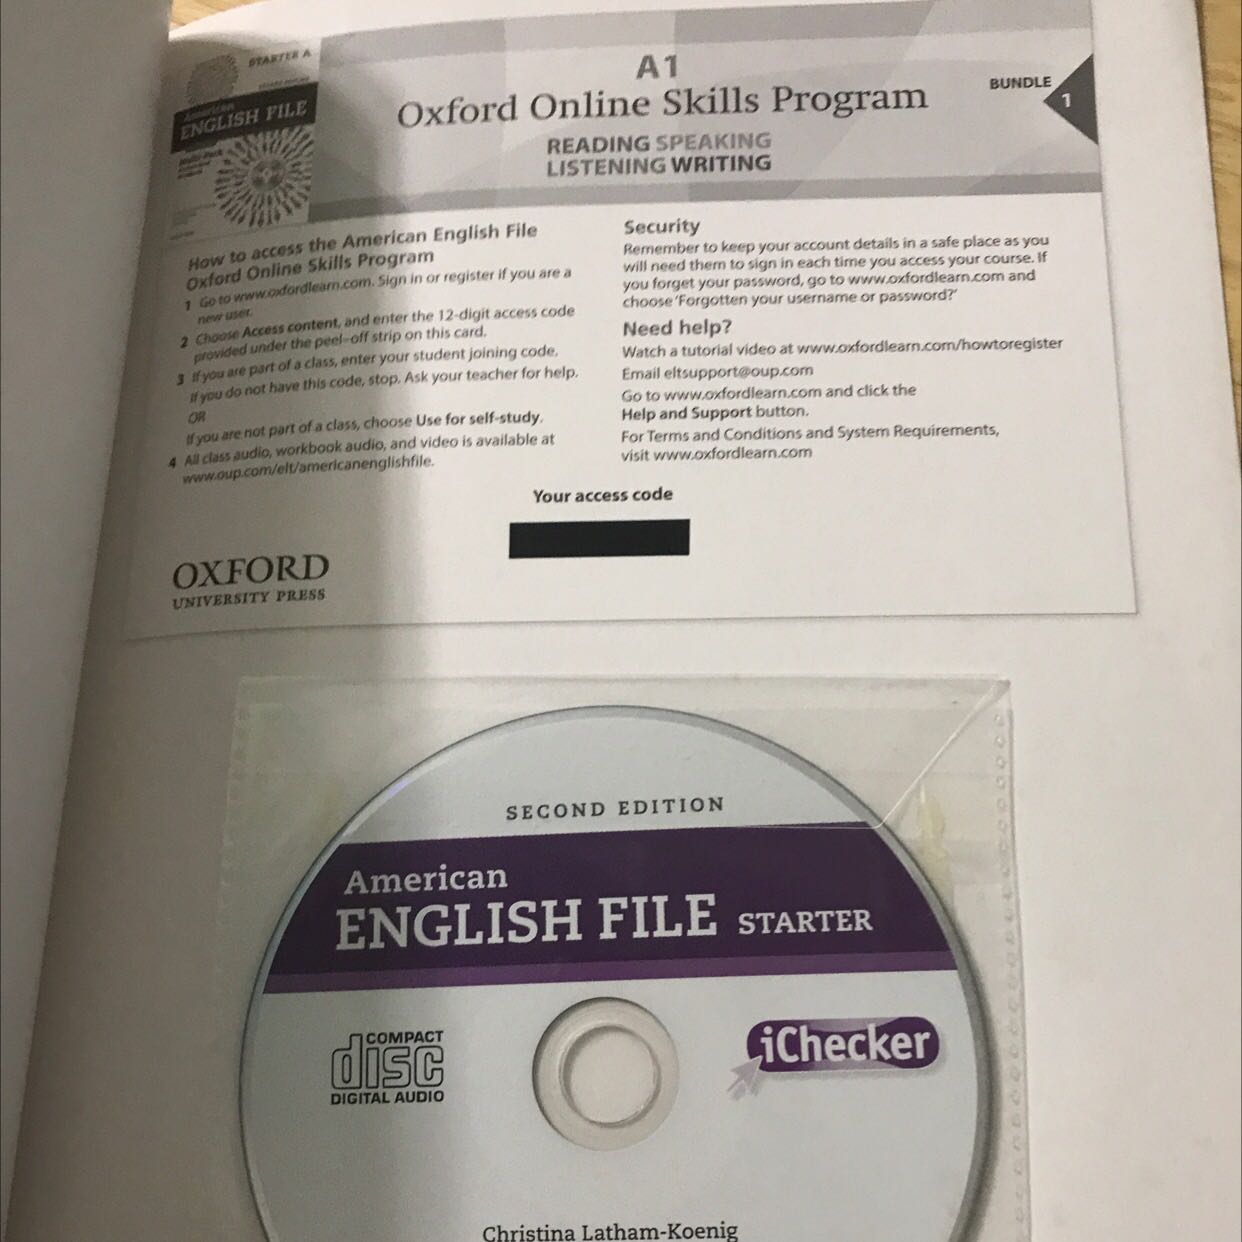 STARTER A
American
ENGLISH FILE
Multi-Pack
A1
Oxford Online Skills Program
READING SPEAKING
LISTENING WRITING
BUNDLE
1
How to access the American English File
Oxford Online Skills Program
1 Go to www.oxfordlearn.com. Sign in or register if you are a
new user.
2 Choose Access content, and enter the 12-digit access code
provided under the peel-off strip on this card.
3 If you are part of a class, enter your student joining code.
If you do not have this code, stop. Ask your teacher for help.
OR
If you are not part of a class, choose Use for self-study.
4 All class audio, workbook audio, and video is available at
www.oup.com/elt/americanenglishfile.
Security
Remember to keep your account details in a safe place as you
will need them to sign in each time you access your course. If
you forget your password, go to www.oxfordlearn.com and
choose 'Forgotten your username or password?'
Need help?
Watch a tutorial video at www.oxfordlearn.com/howtoregister
Email eltsupport@oup.com
Go to www.oxfordlearn.com and click the
Help and Support button.
For Terms and Conditions and System Requirements,
visit www.oxfordlearn.com
Your access code
OXFORD
UNIVERSITY PRESS
SECOND EDITION
American
ENGLISH FILE STARTER
COMPACT
disc
DIGITAL AUDIO
iChecker
Christina Latham-Koenig